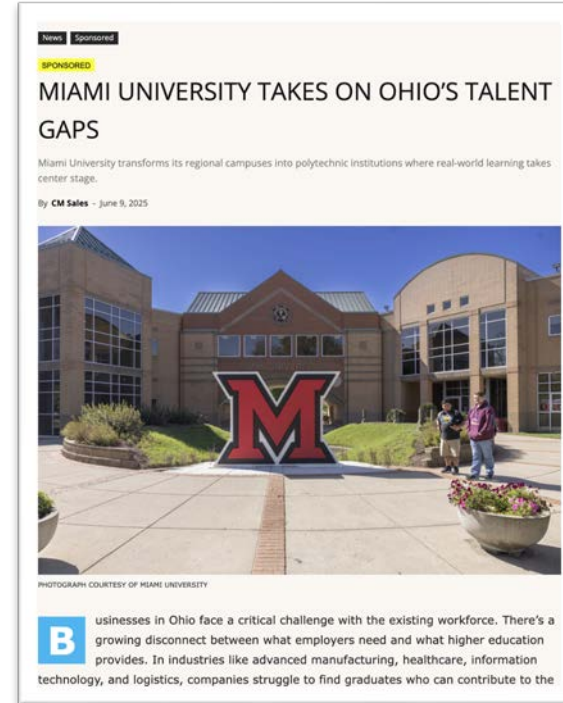 News Sponsored
SPONSORED
MIAMI UNIVERSITY TAKES ON OHIO'S TALENT
GAPS
Miami University transforms its regional campuses into polytechnic institutions where real-world learning takes
center stage.
By CM Sales - June 9, 2025
M
PHOTOGRAPH COURTESY OF MIAMI UNIVERSITY
Businesses in Ohio face a critical challenge with the existing workforce. There's a
growing disconnect between what employers need and what higher education
provides. In industries like advanced manufacturing, healthcare, information
technology, and logistics, companies struggle to find graduates who can contribute to the